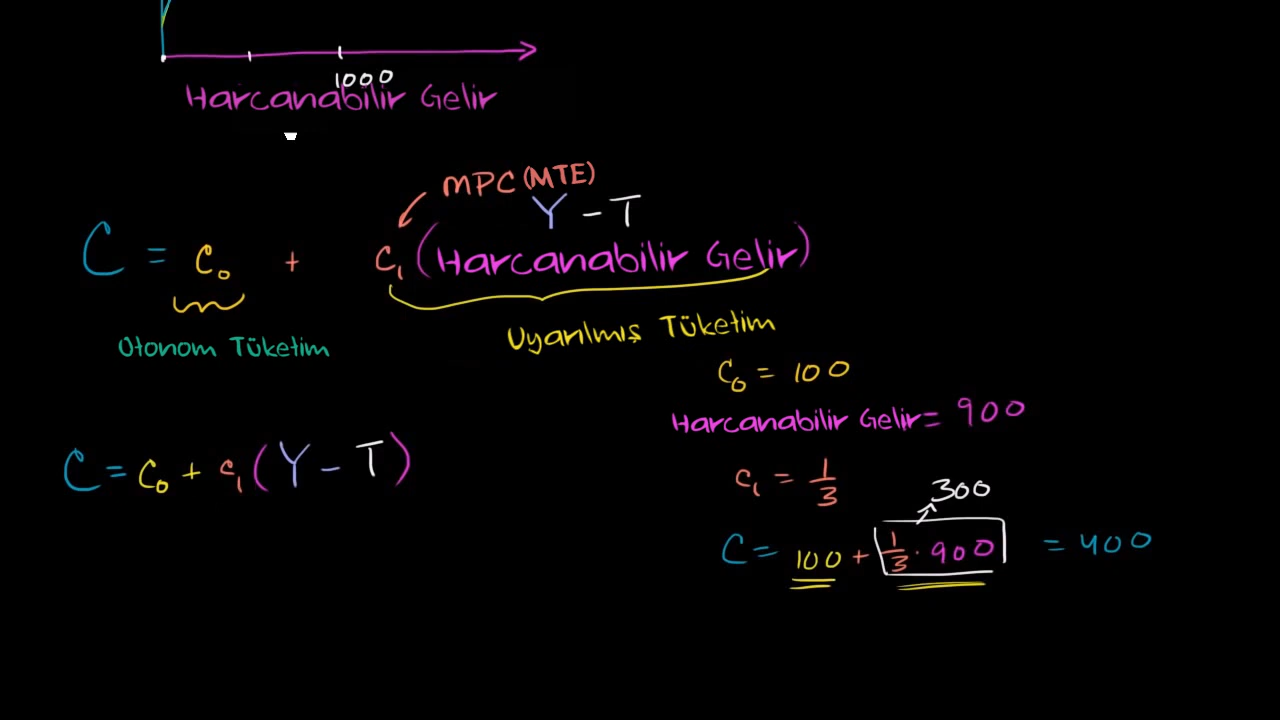 1000
Harcanabilir Gelir
MPC (MTE)
Y - T
C = C₀ + C₁ (Harcanabilir Gelir)
Otonom Tüketim
Uyarılmış Tüketim
C₀ = 100
Harcanabilir Gelir = 900
C = C₀ + C₁ (Y - T)
C₁ = 1/3
300
C = 100 + 1/3 · 900 = 400